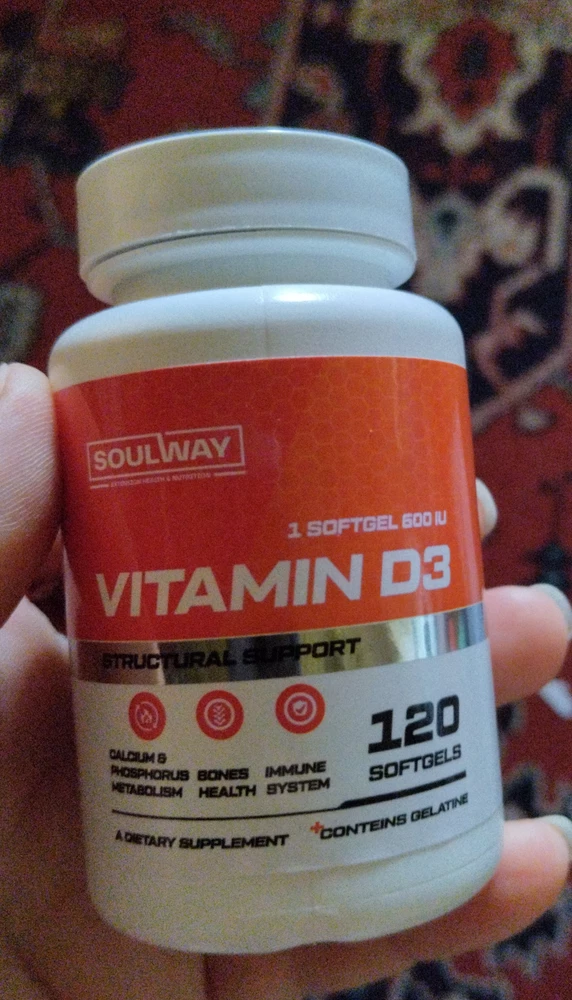 SOULWAY
1 SOFTGEL 600 IU
VITAMIN D3
STRUCTURAL SUPPORT
CALCIUM &
PHOSPHORUS
METABOLISM
BONES
HEALTH
IMMUNE
SYSTEM
120
SOFTGELS
A DIETARY SUPPLEMENT
+CONTEINS GELATINE